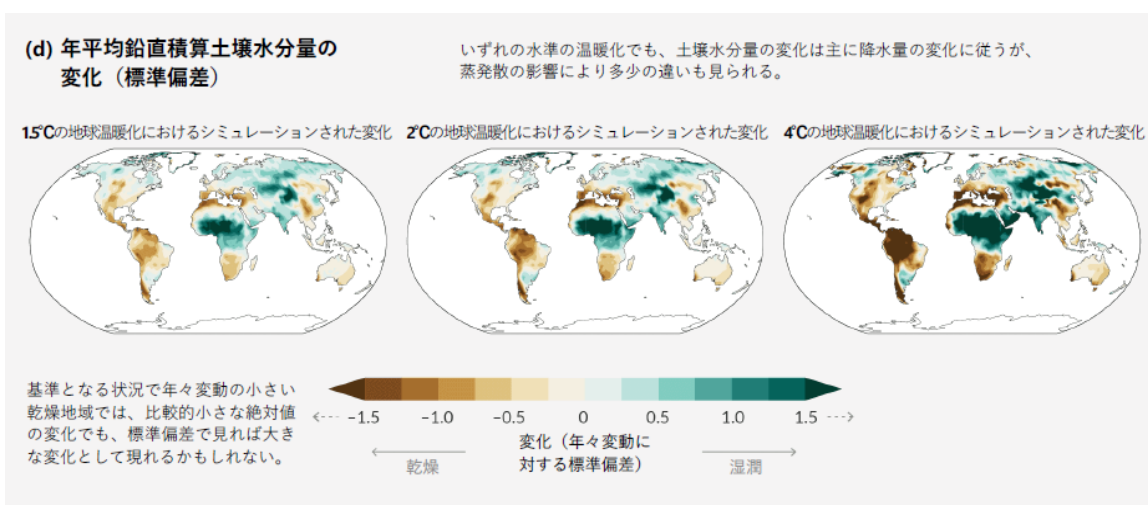 (d) 年平均鉛直積算土壌水分量の
変化（標準偏差）
いずれの水準の温暖化でも、土壌水分量の変化は主に降水量の変化に従うが、
蒸発散の影響により多少の違いも見られる。
1.5℃の地球温暖化におけるシミュレーションされた変化
2℃の地球温暖化におけるシミュレーションされた変化
4℃の地球温暖化におけるシミュレーションされた変化
基準となる状況で年々変動の小さい
乾燥地域では、比較的小さな絶対値
の変化でも、標準偏差で見れば大き
な変化として現れるかもしれない。
−1.5 −1.0 −0.5 0 0.5 1.0 1.5
変化（年々変動に
対する標準偏差）
乾燥
湿潤